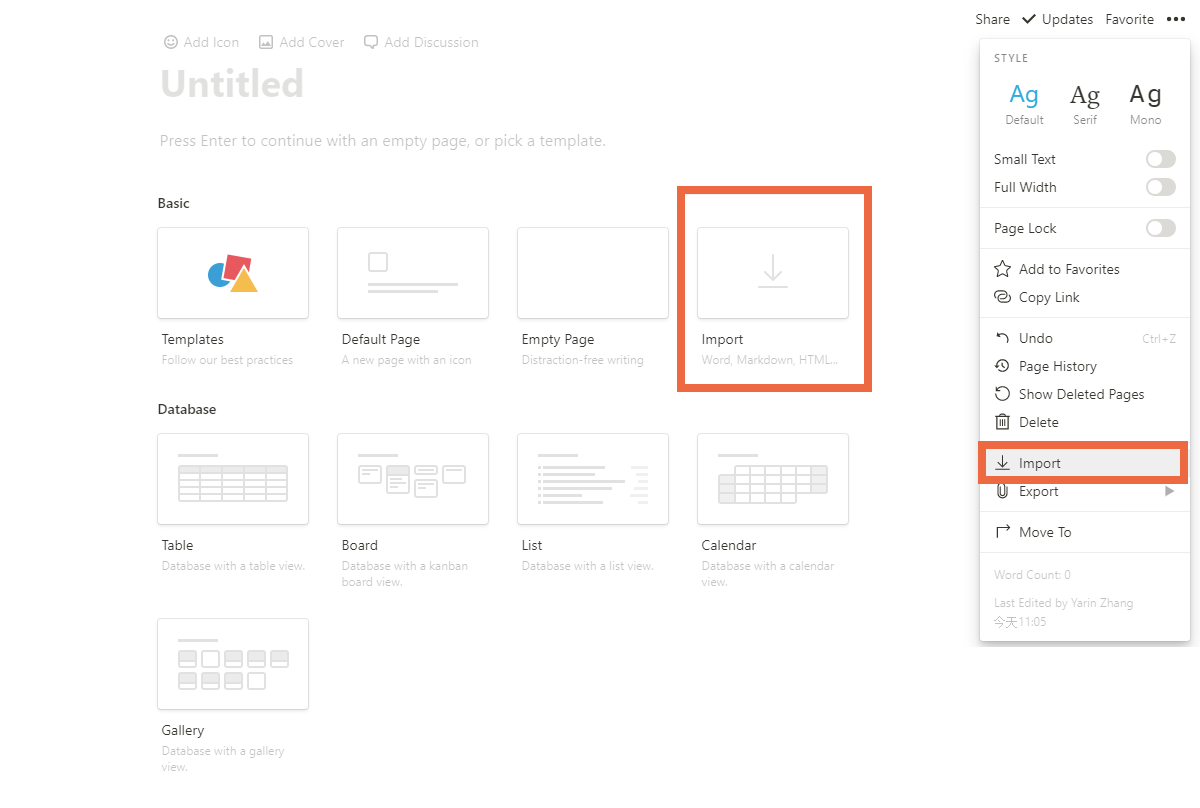 Share Updates Favorite
Add Icon Add Cover Add Discussion
Untitled
Press Enter to continue with an empty page, or pick a template.
Basic
Templates
Follow our best practices
Default Page
A new page with an icon
Empty Page
Distraction-free writing
Import
Word, Markdown, HTML...
Database
Table
Database with a table view.
Board
Database with a kanban
board view.
List
Database with a list view.
Calendar
Database with a calendar
view.
Gallery
Database with a gallery
view.
STYLE
Ag Ag Ag
Default Serif Mono
Small Text
Full Width
Page Lock
Add to Favorites
Copy Link
Undo Ctrl+Z
Page History
Show Deleted Pages
Delete
Import
Export
Move To
Word Count: 0
Last Edited by Yarin Zhang
今天11:05